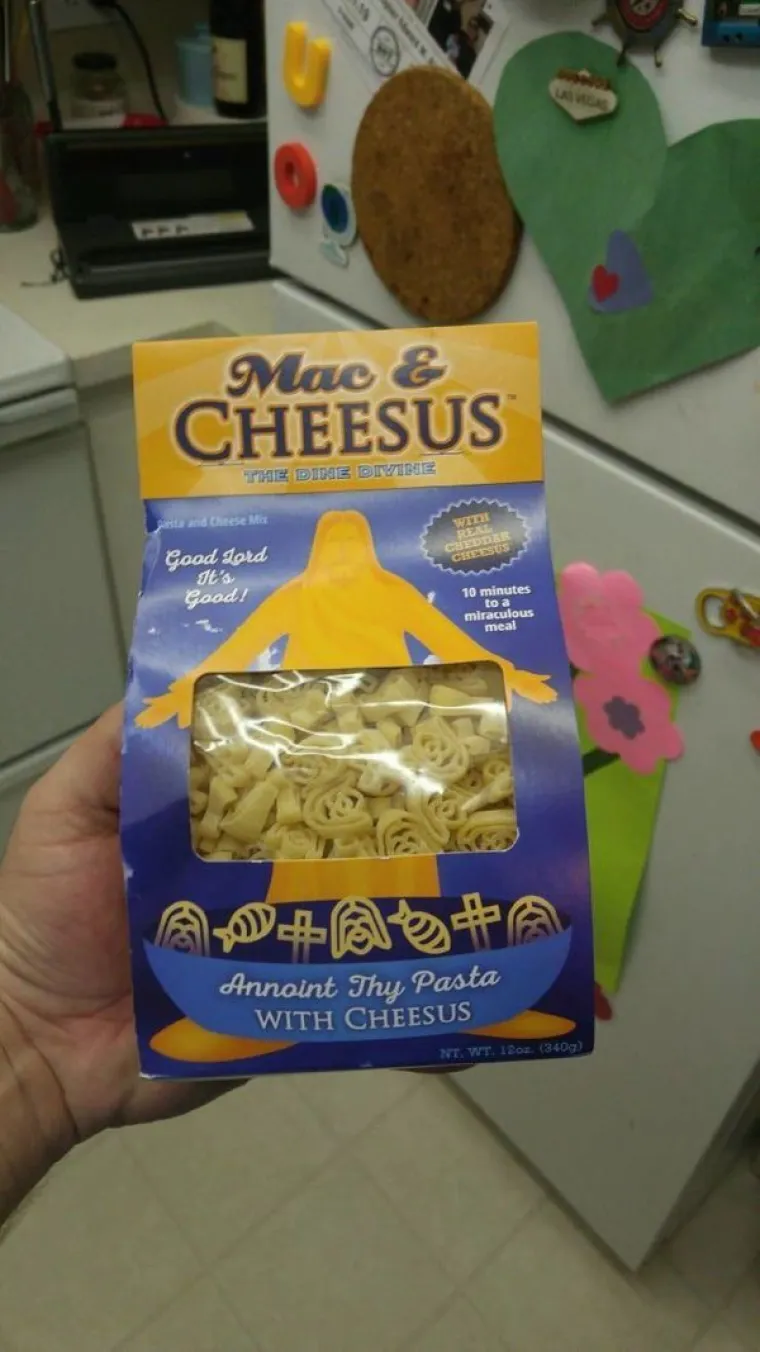 U
O
LAS VEGAS
Mac &
CHEESUS™
THE DINE DIVINE
Pasta and Cheese Mix
Good Lord
It's
Good!
WITH
REAL
CHEDDAR
CHEESUS
10 minutes
to a
miraculous
meal
Annoint Thy Pasta
WITH CHEESUS
NT. WT. 12oz. (340g)